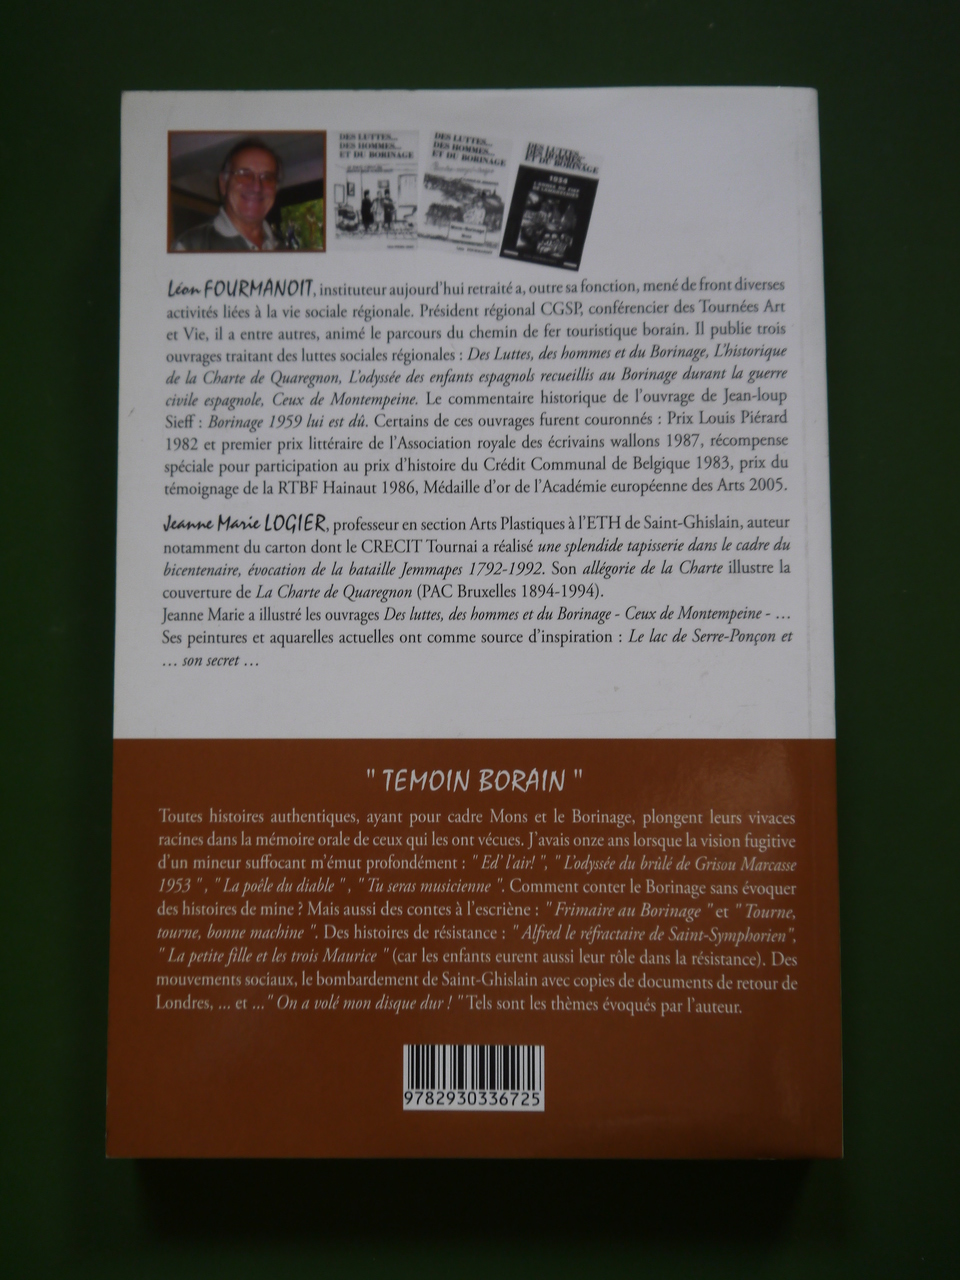 DES LUTTES...
DES HOMMES...
ET DU BORINAGE
DES LUTTES...
DES HOMMES...
ET DU BORINAGE
DES LUTTES...
DES HOMMES...
ET DU BORINAGE
Léon FOURMANOIT, instituteur aujourd'hui retraité a, outre sa fonction, mené de front diverses
activités liées à la vie sociale régionale. Président régional CGSP, conférencier des Tournées Art
et Vie, il a entre autres, animé le parcours du chemin de fer touristique borain. Il publie trois
ouvrages traitant des luttes sociales régionales : Des Luttes, des hommes et du Borinage, L'historique
de la Charte de Quaregnon, L'odyssée des enfants espagnols recueillis au Borinage durant la guerre
civile espagnole, Ceux de Montempeine. Le commentaire historique de l'ouvrage de Jean-loup
Sieff : Borinage 1959 lui est dû. Certains de ces ouvrages furent couronnés : Prix Louis Piérard
1982 et premier prix littéraire de l'Association royale des écrivains wallons 1987, récompense
spéciale pour participation au prix d'histoire du Crédit Communal de Belgique 1983, prix du
témoignage de la RTBF Hainaut 1986, Médaille d'or de l'Académie européenne des Arts 2005.
Jeanne Marie LOGIER, professeur en section Arts Plastiques à l'ETH de Saint-Ghislain, auteur
notamment du carton dont le CRECIT Tournai a réalisé une splendide tapisserie dans le cadre du
bicentenaire, évocation de la bataille Jemmapes 1792-1992. Son allégorie de la Charte illustre la
couverture de La Charte de Quaregnon (PAC Bruxelles 1894-1994).
Jeanne Marie a illustré les ouvrages Des luttes, des hommes et du Borinage - Ceux de Montempeine - ...
Ses peintures et aquarelles actuelles ont comme source d'inspiration : Le lac de Serre-Ponçon et
... son secret ...
" TEMOIN BORAIN "
Toutes histoires authentiques, ayant pour cadre Mons et le Borinage, plongent leurs vivaces
racines dans la mémoire orale de ceux qui les ont vécues. J'avais onze ans lorsque la vision fugitive
d'un mineur suffocant m'émut profondément : " Ed' l'air! ", " L'odyssée du brûlé de Grisou Marcasse
1953 ", " La poêle du diable ", " Tu seras musicienne ". Comment conter le Borinage sans évoquer
des histoires de mine ? Mais aussi des contes à l'escriène : " Frimaire au Borinage " et " Tourne,
tourne, bonne machine ". Des histoires de résistance : " Alfred le réfractaire de Saint-Symphorien",
" La petite fille et les trois Maurice " (car les enfants eurent aussi leur rôle dans la résistance). Des
mouvements sociaux, le bombardement de Saint-Ghislain avec copies de documents de retour de
Londres, ... et ..." On a volé mon disque dur ! " Tels sont les thèmes évoqués par l'auteur.
9782930336725